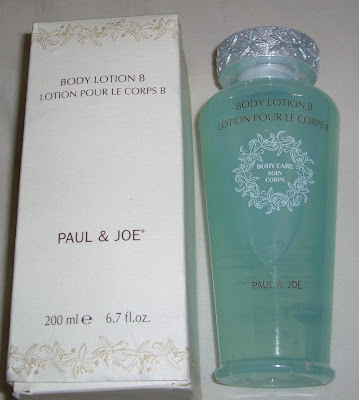 BODY LOTION B
LOTION POUR LE CORPS B
PAUL & JOE®
200 ml e 6.7 fl.oz.
BODY LOTION B
LOTION POUR LE CORPS B
BODY CARE
SOIN
CORPS
PAUL & JOE